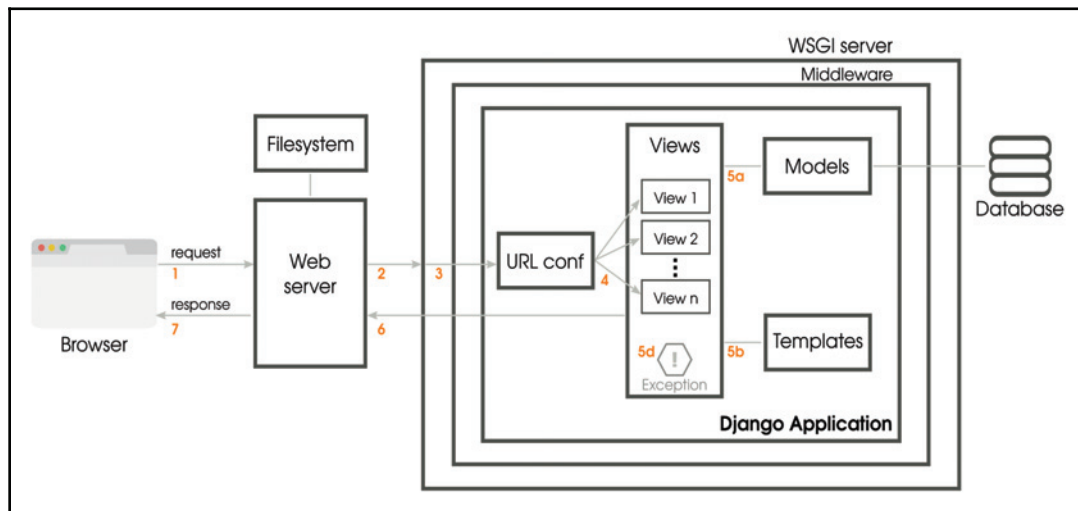 WSGI server
Middleware
Filesystem
Views
5a
Models
View 1
Database
request
1
Web
server
2
3
URL conf
4
View 2
View n
response
7
6
Browser
5d
!
Exception
5b
Templates
Django Application